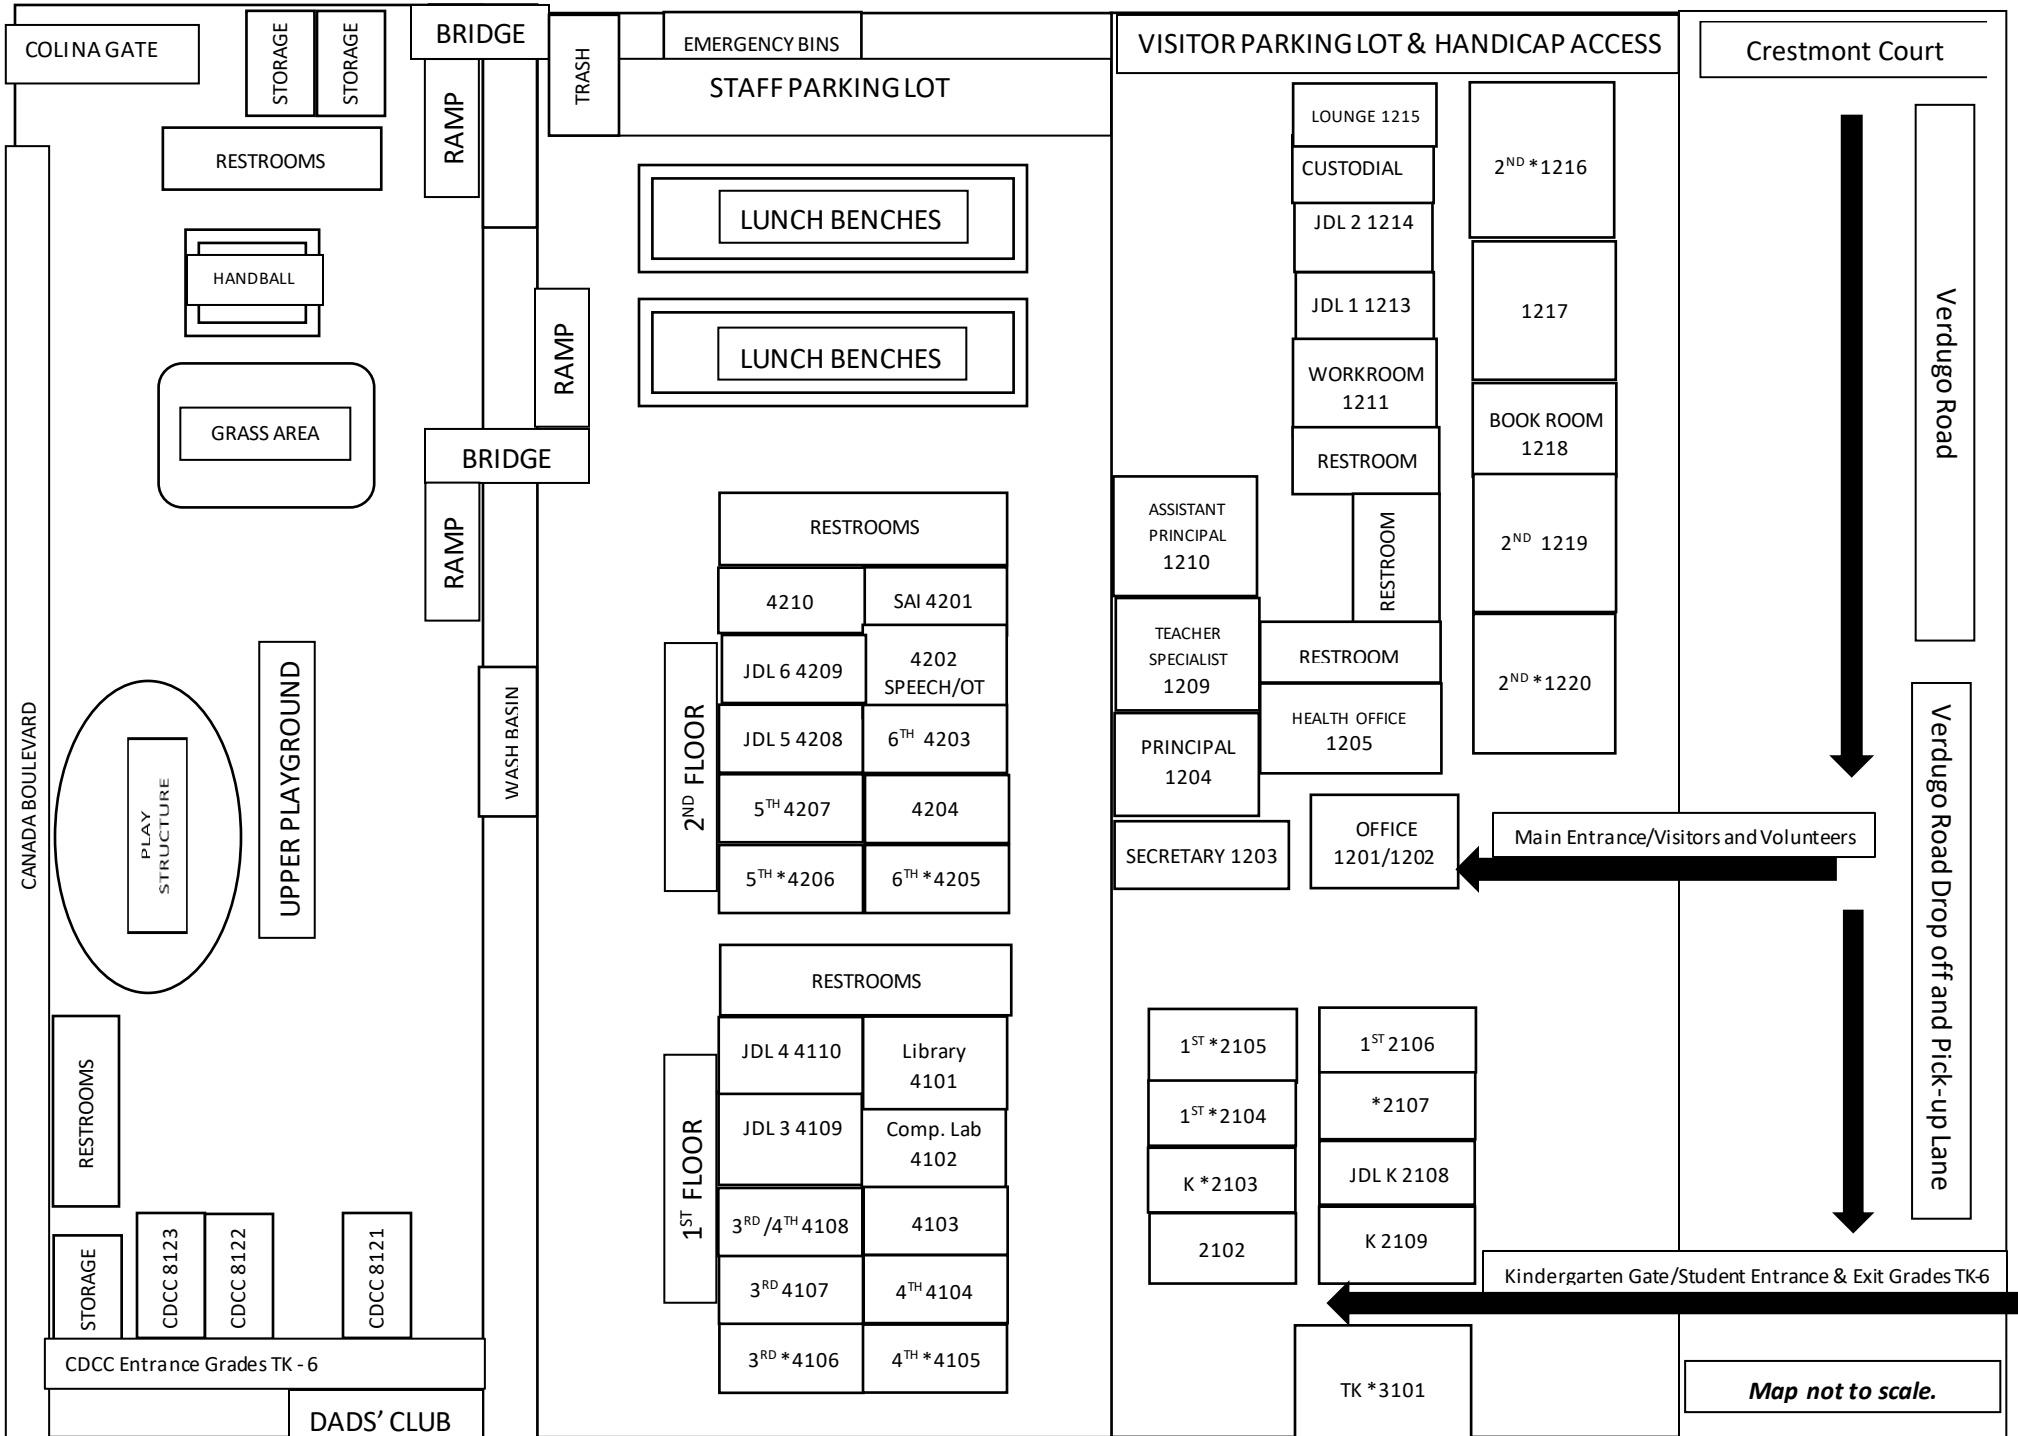 COLINA GATE
STORAGE
STORAGE
RESTROOMS
HANDBALL
GRASS AREA
CANADA BOULEVARD
UPPER PLAYGROUND
PLAY
STRUCTURE
RESTROOMS
STORAGE
CDCC 8123
CDCC 8122
CDCC 8121
CDCC Entrance Grades TK - 6
DADS' CLUB
BRIDGE
RAMP
RAMP
BRIDGE
RAMP
WASH BASIN
TRASH
EMERGENCY BINS
STAFF PARKING LOT
LUNCH BENCHES
LUNCH BENCHES
RESTROOMS
4210
SAI 4201
JDL 6 4209
4202
SPEECH/OT
JDL 5 4208
6TH 4203
5TH 4207
4204
5TH *4206
6TH *4205
2ND FLOOR
RESTROOMS
JDL 4 4110
Library
4101
JDL 3 4109
Comp. Lab
4102
3RD /4TH 4108
4103
3RD 4107
4TH 4104
3RD *4106
4TH *4105
1ST FLOOR
VISITOR PARKING LOT & HANDICAP ACCESS
LOUNGE 1215
CUSTODIAL
JDL 2 1214
JDL 1 1213
WORKROOM
1211
RESTROOM
RESTROOM
RESTROOM
ASSISTANT
PRINCIPAL
1210
TEACHER
SPECIALIST
1209
HEALTH OFFICE
1205
PRINCIPAL
1204
SECRETARY 1203
OFFICE
1201/1202
2ND *1216
1217
BOOK ROOM
1218
2ND 1219
2ND *1220
Main Entrance/Visitors and Volunteers
1ST *2105
1ST 2106
1ST *2104
*2107
K *2103
JDL K 2108
2102
K 2109
Kindergarten Gate/Student Entrance & Exit Grades TK-6
TK *3101
Crestmont Court
Verdugo Road
Verdugo Road Drop off and Pick-up Lane
Map not to scale.